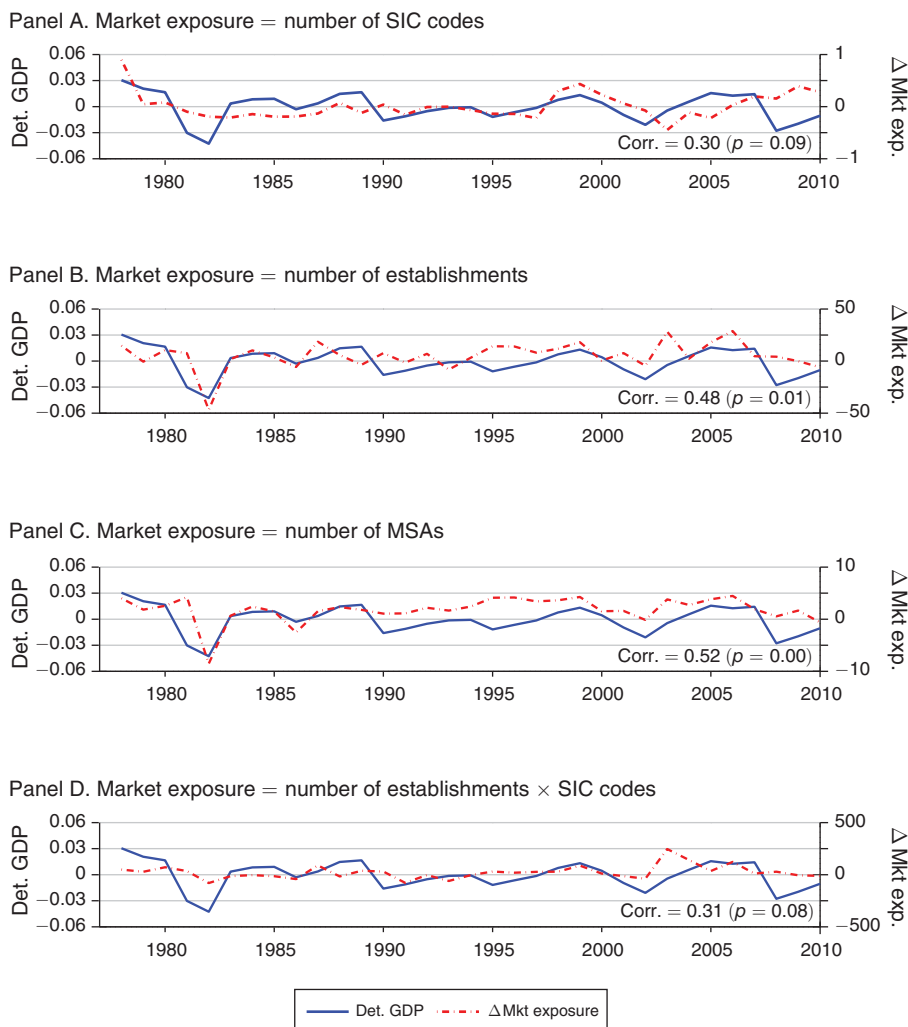 Panel A. Market exposure = number of SIC codes
Det. GDP
0.06
0.03
0
−0.03
−0.06
1
0
−1
Δ Mkt exp.
Corr. = 0.30 (p = 0.09)
1980 1985 1990 1995 2000 2005 2010
Panel B. Market exposure = number of establishments
Det. GDP
0.06
0.03
0
−0.03
−0.06
50
0
−50
Δ Mkt exp.
Corr. = 0.48 (p = 0.01)
1980 1985 1990 1995 2000 2005 2010
Panel C. Market exposure = number of MSAs
Det. GDP
0.06
0.03
0
−0.03
−0.06
10
5
0
−5
−10
Δ Mkt exp.
Corr. = 0.52 (p = 0.00)
1980 1985 1990 1995 2000 2005 2010
Panel D. Market exposure = number of establishments × SIC codes
Det. GDP
0.06
0.03
0
−0.03
−0.06
500
0
−500
Δ Mkt exp.
Corr. = 0.31 (p = 0.08)
1980 1985 1990 1995 2000 2005 2010
Det. GDP ΔMkt exposure